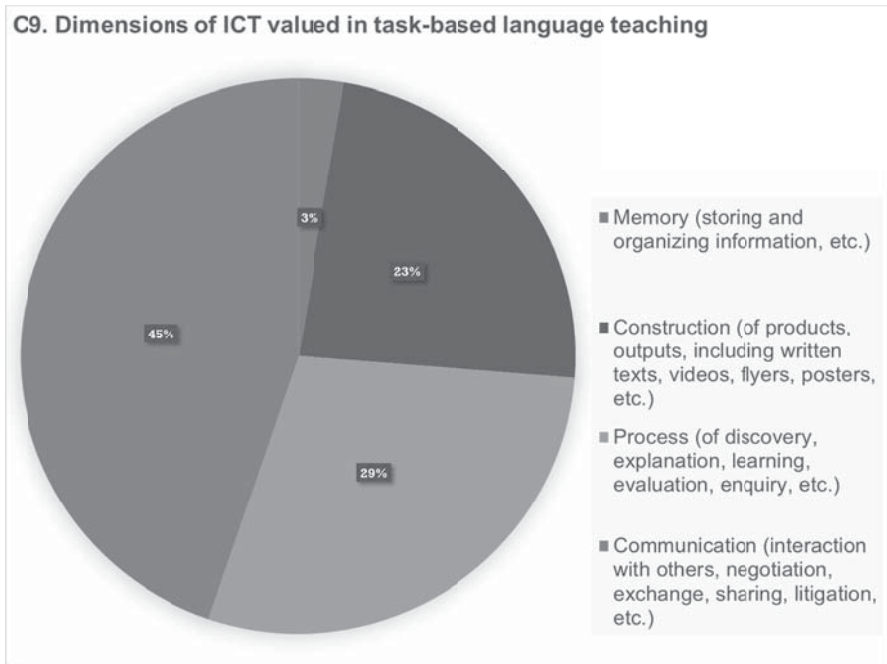 C9. Dimensions of ICT valued in task-based language teaching
3%
23%
45%
29%
Memory (storing and
organizing information, etc.)
Construction (of products,
outputs, including written
texts, videos, flyers, posters,
etc.)
Process (of discovery,
explanation, learning,
evaluation, enquiry, etc.)
Communication (interaction
with others, negotiation,
exchange, sharing, litigation,
etc.)